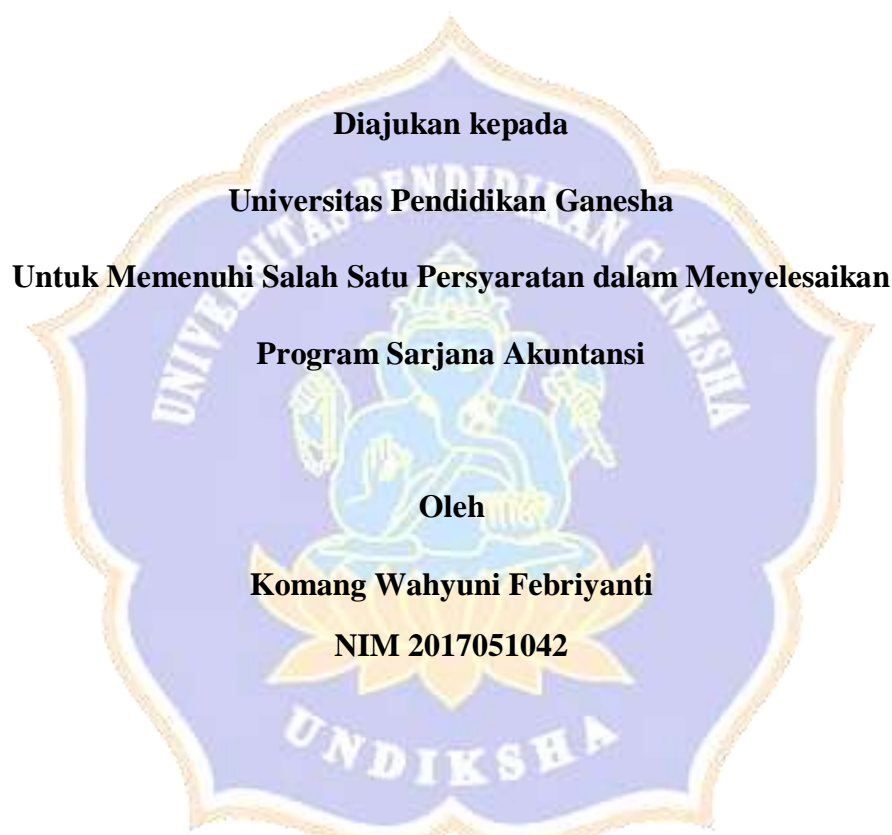 Diajukan kepada
Universitas Pendidikan Ganesha
Untuk Memenuhi Salah Satu Persyaratan dalam Menyelesaikan
Program Sarjana Akuntansi
Oleh
Komang Wahyuni Febriyanti
NIM 2017051042
UNIVERSITAS PENDIDIKAN GANESHA
UNDIKSHA